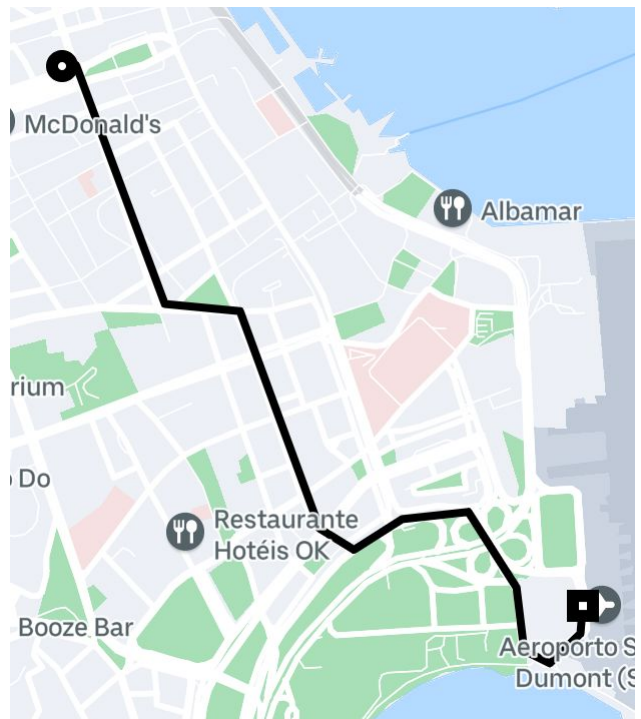 McDonald's
Albamar
rium
Do
Restaurante
Hotéis OK
Booze Bar
Aeroporto S
Dumont (S